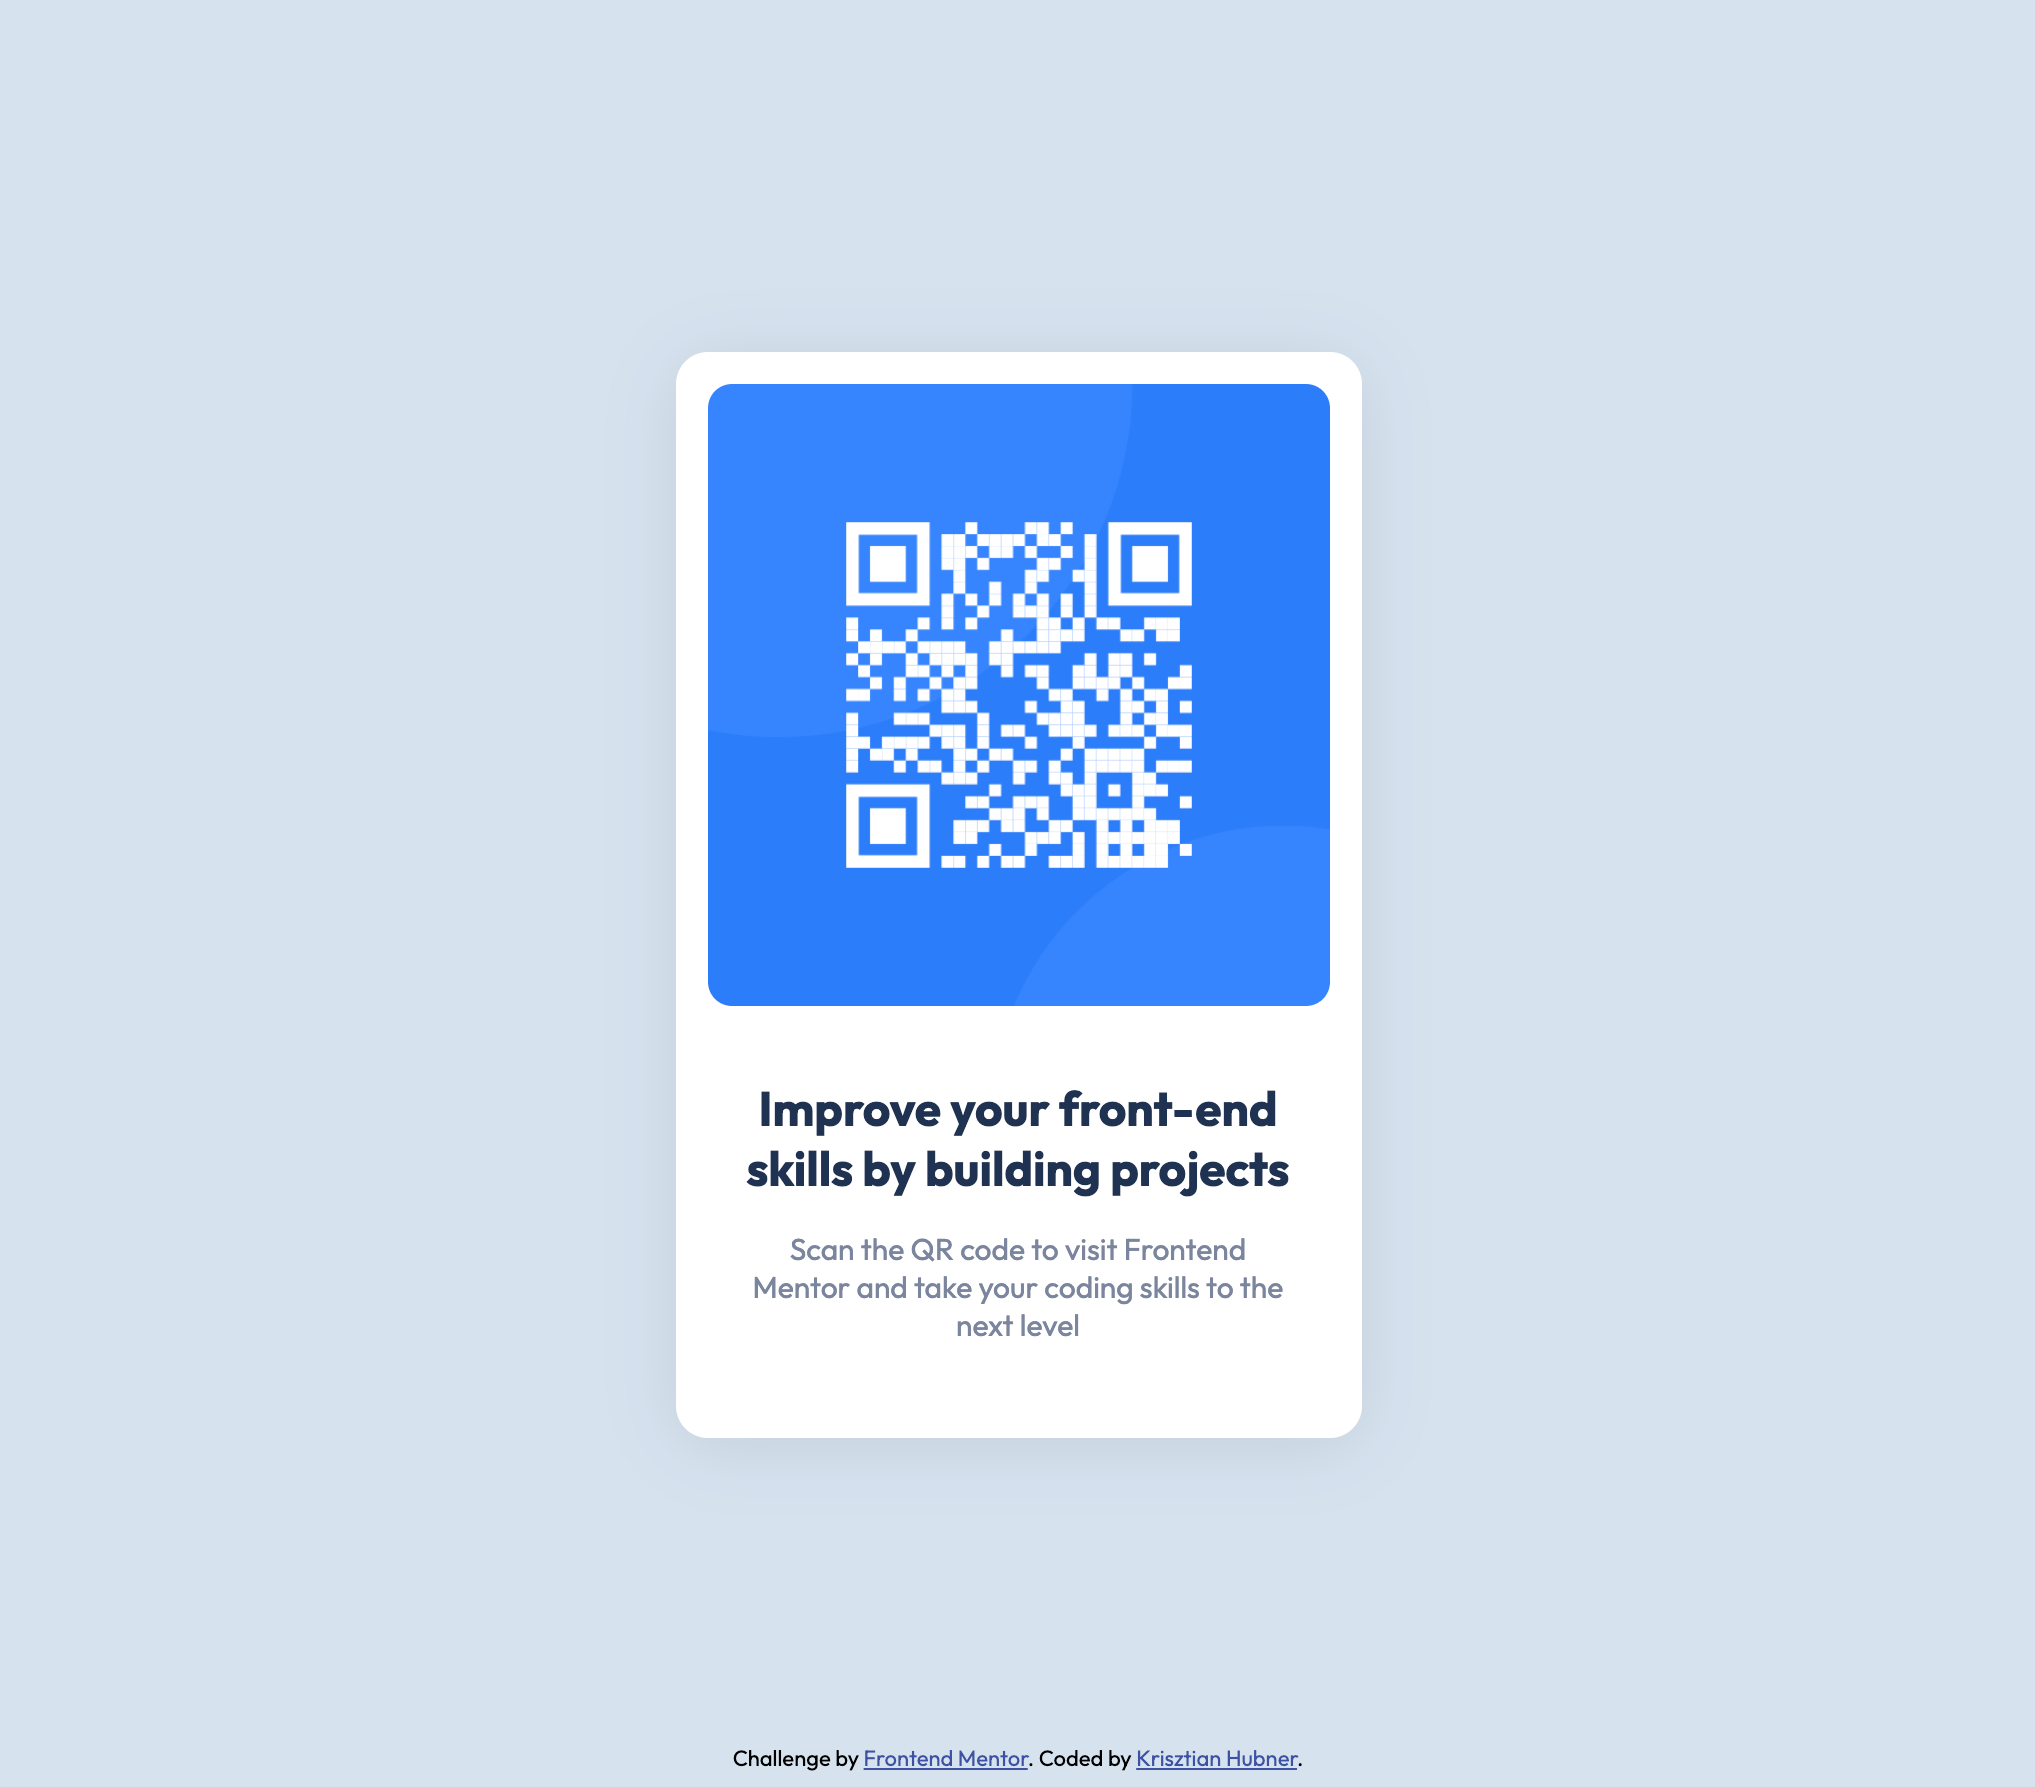 Improve your front-end
skills by building projects
Scan the QR code to visit Frontend
Mentor and take your coding skills to the
next level
Challenge by Frontend Mentor. Coded by Krisztian Hubner.